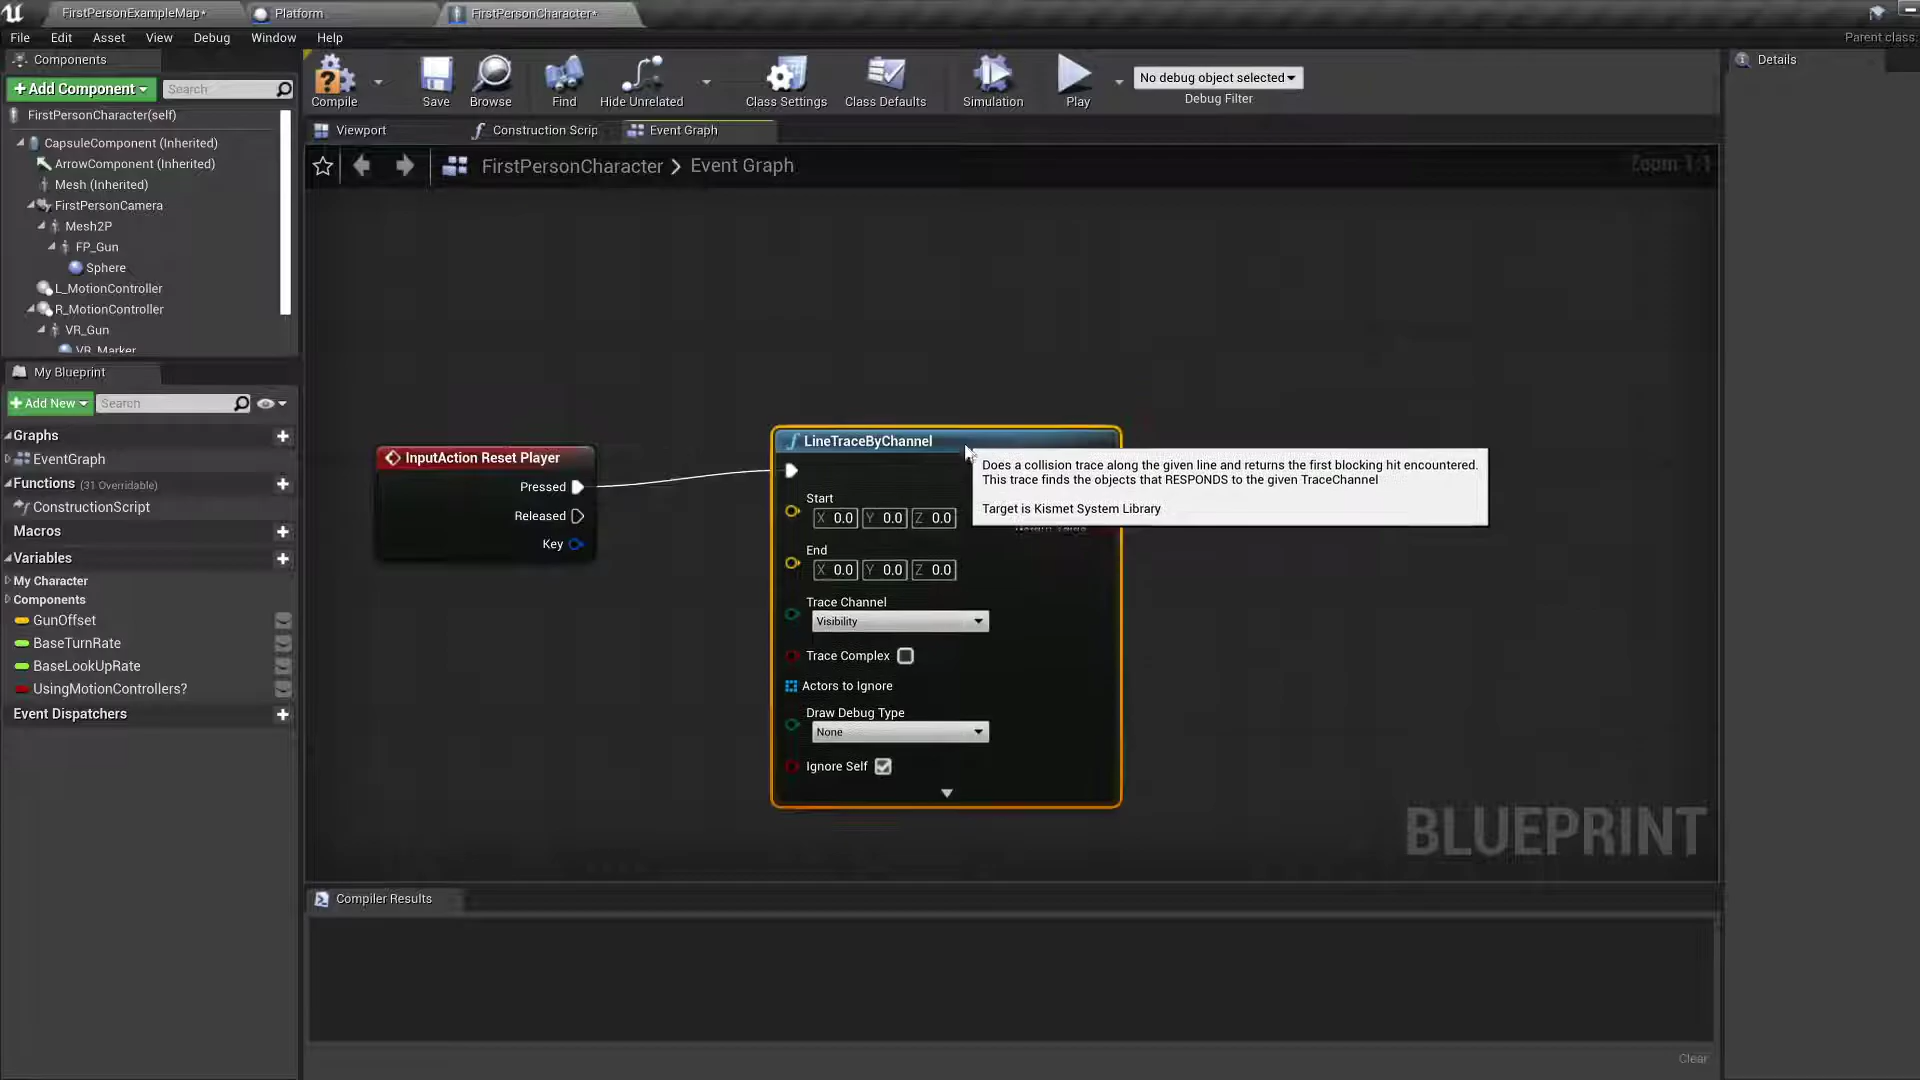 FirstPersonExampleMap*
Platform
FirstPersonCharacter*
File Edit Asset View Debug Window Help
Parent class:
Components
+Add Component
Search
FirstPersonCharacter(self)
CapsuleComponent (Inherited)
ArrowComponent (Inherited)
Mesh (Inherited)
FirstPersonCamera
Mesh2P
FP_Gun
Sphere
L_MotionController
R_MotionController
VR_Gun
VR_Marker
My Blueprint
+Add New
Search
Graphs
EventGraph
Functions (31 Overridable)
ConstructionScript
Macros
Variables
My Character
Components
GunOffset
BaseTurnRate
BaseLookUpRate
UsingMotionControllers?
Event Dispatchers
Compile
Save
Browse
Find
Hide Unrelated
Class Settings
Class Defaults
Simulation
Play
No debug object selected
Debug Filter
Viewport
Construction Scrip
Event Graph
FirstPersonCharacter > Event Graph
Zoom 1:1
InputAction Reset Player
Pressed
Released
Key
LineTraceByChannel
Start
X 0.0 Y 0.0 Z 0.0
End
X 0.0 Y 0.0 Z 0.0
Trace Channel
Visibility
Trace Complex
Actors to Ignore
Draw Debug Type
None
Ignore Self
Does a collision trace along the given line and returns the first blocking hit encountered.
This trace finds the objects that RESPONDS to the given TraceChannel
Target is Kismet System Library
BLUEPRINT
Compiler Results
Clear
Details